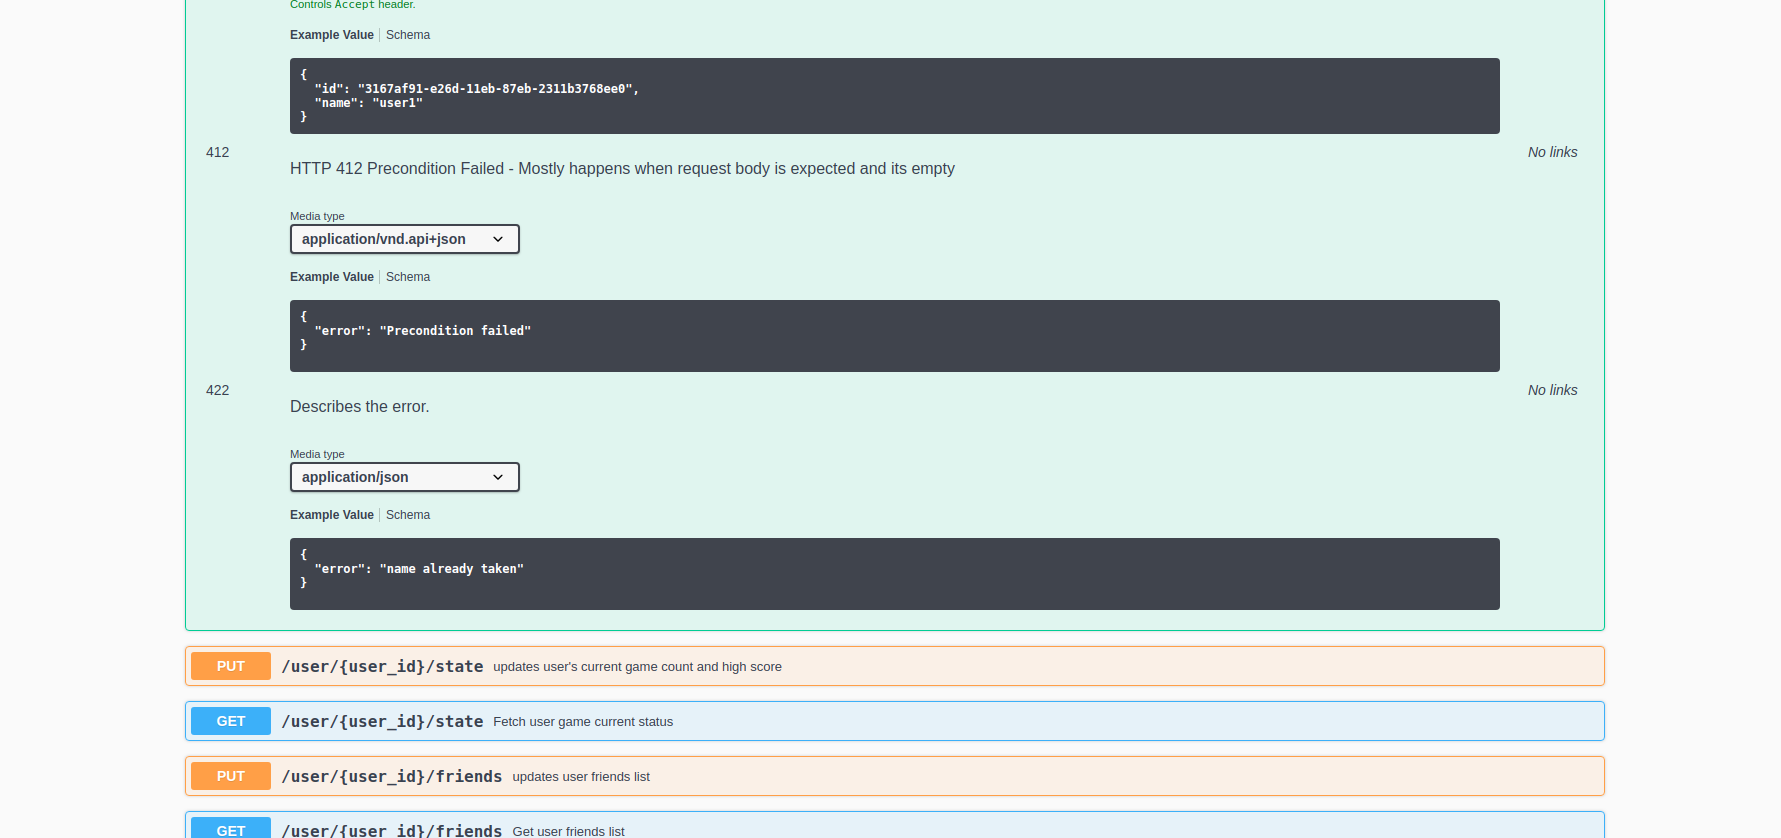 Controls Accept header.
Example Value Schema
{
"id": "3167af91-e26d-11eb-87eb-2311b3768ee0",
"name": "user1"
}
412 No links
HTTP 412 Precondition Failed - Mostly happens when request body is expected and its empty
Media type
application/vnd.api+json
Example Value Schema
{
"error": "Precondition failed"
}
422 No links
Describes the error.
Media type
application/json
Example Value Schema
{
"error": "name already taken"
}
PUT /user/{user_id}/state updates user's current game count and high score
GET /user/{user_id}/state Fetch user game current status
PUT /user/{user_id}/friends updates user friends list
GET /user/{user_id}/friends Get user friends list